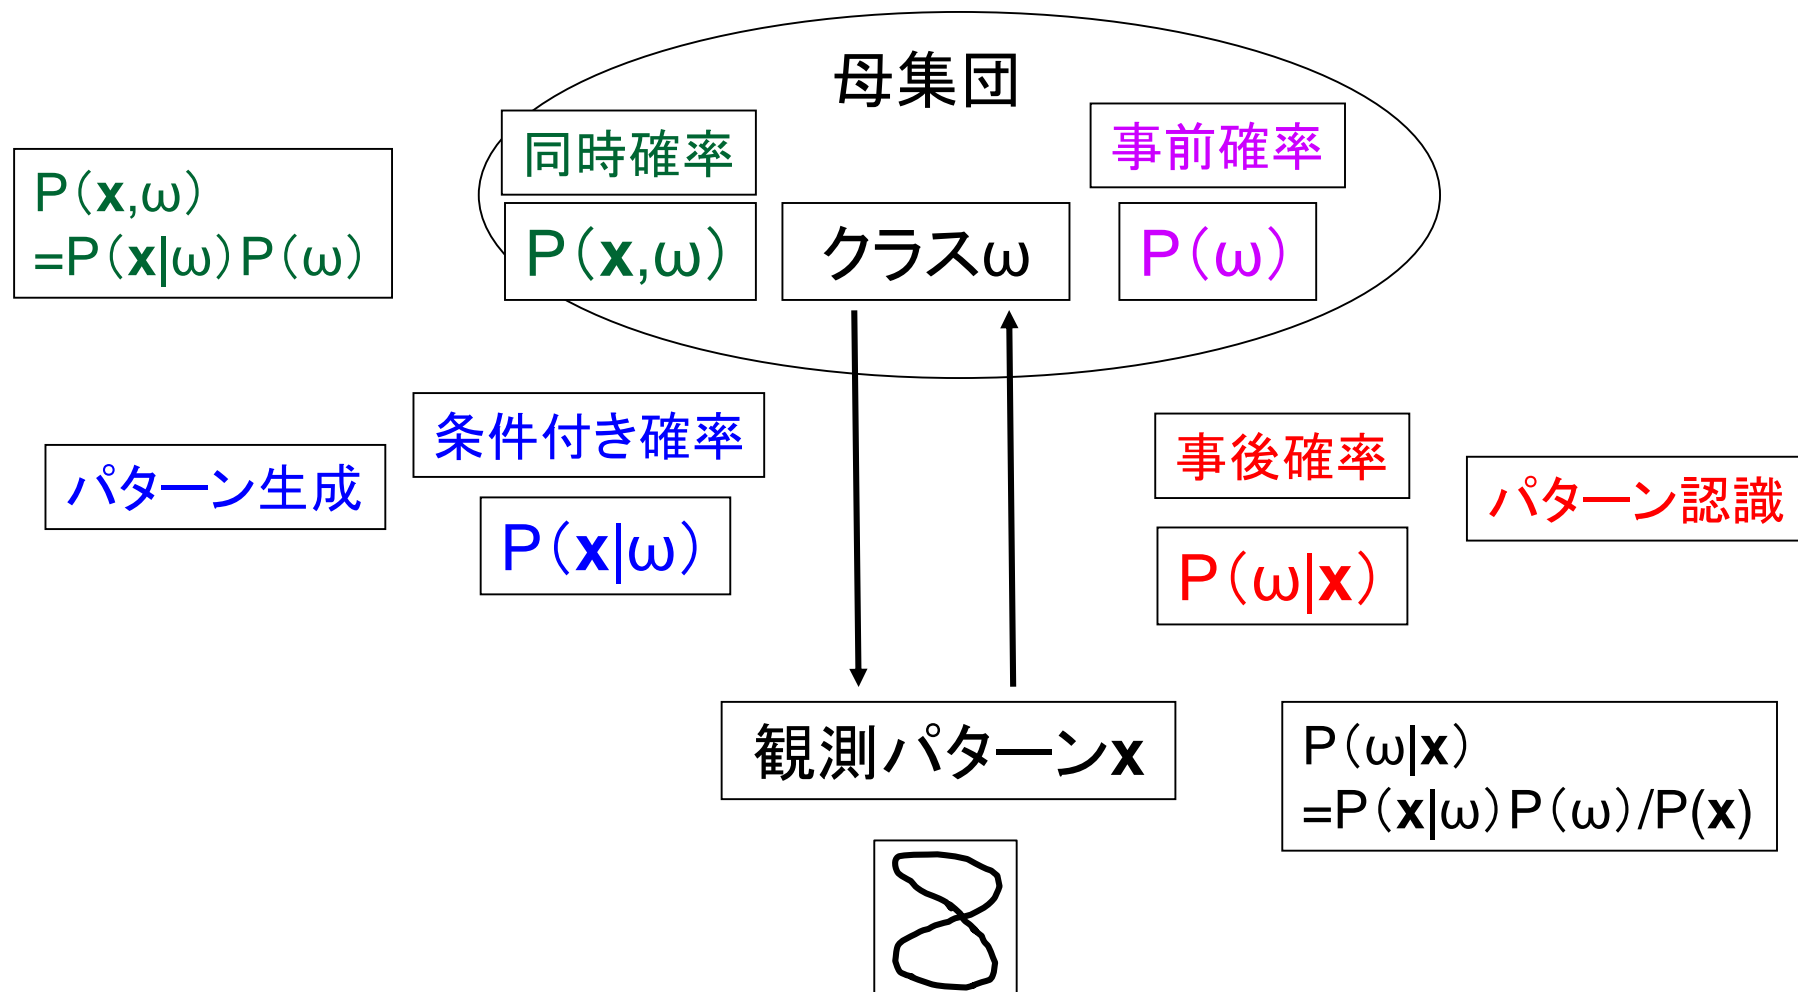 母集団
同時確率
事前確率
P(x,ω)
=P(x|ω)P(ω)
P(x,ω)
クラスω
P(ω)
条件付き確率
パターン生成
P(x|ω)
事後確率
パターン認識
P(ω|x)
観測パターンx
P(ω|x)
=P(x|ω)P(ω)/P(x)
8